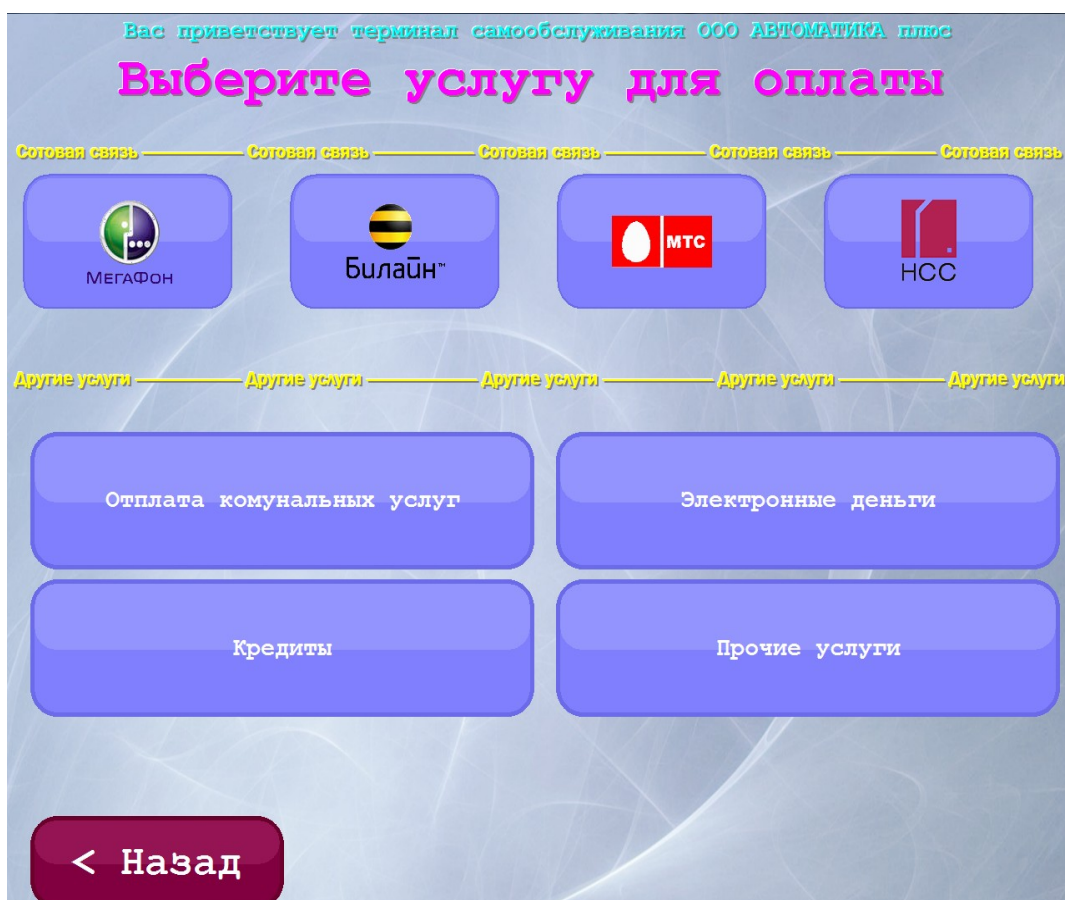 Вас приветствует терминал самообслуживания ООО АВТОМАТИКА плюс
Выберите услугу для оплаты
Сотовая связь Сотовая связь Сотовая связь Сотовая связь Сотовая связь
МегаФон
Билайн™
МТС
НСС
Другие услуги Другие услуги Другие услуги Другие услуги Другие услуги
Отплата комунальных услуг
Электронные деньги
Кредиты
Прочие услуги
< Назад